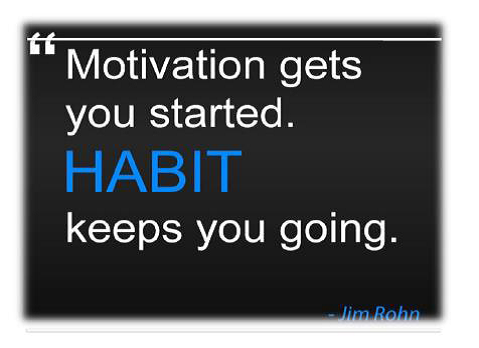 “
Motivation gets
you started.
HABIT
keeps you going.
- Jim Rohn